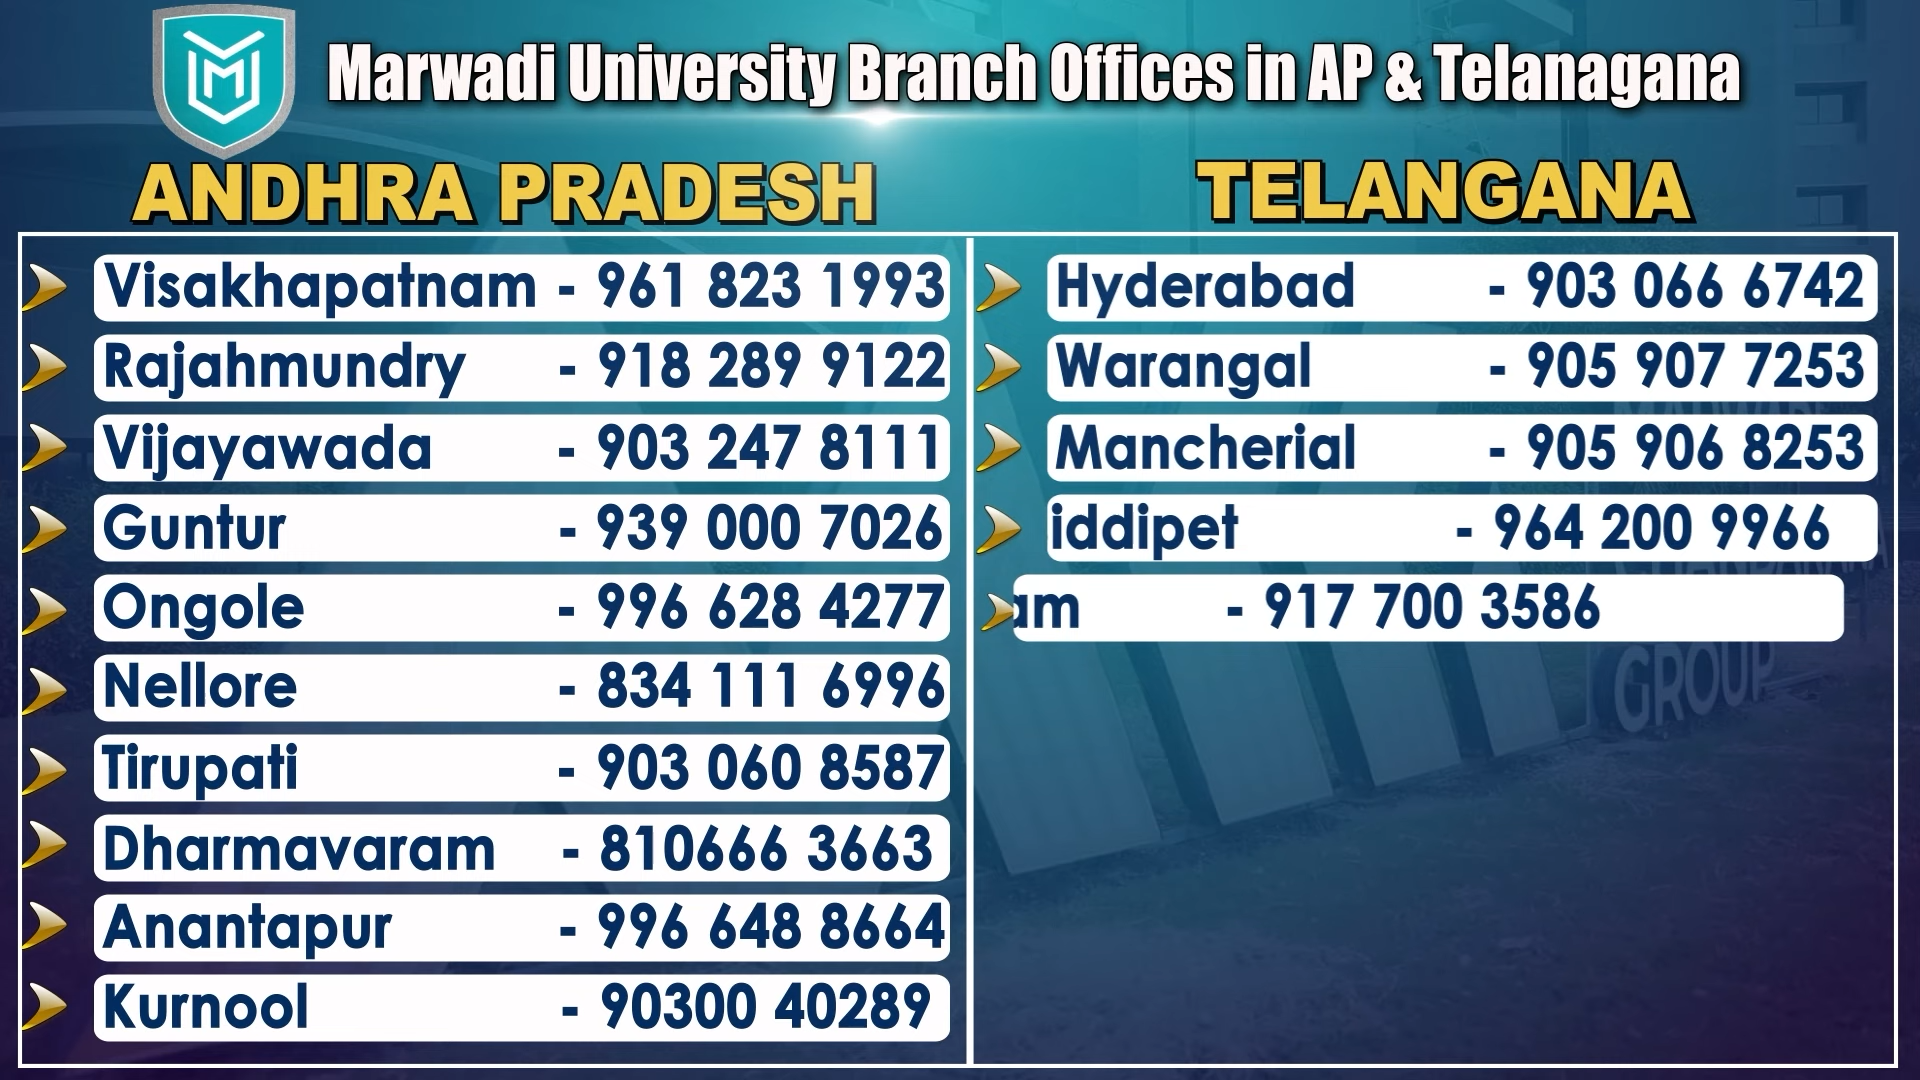 Marwadi University Branch Offices in AP & Telanagana
ANDHRA PRADESH
Visakhapatnam - 961 823 1993
Rajahmundry - 918 289 9122
Vijayawada - 903 247 8111
Guntur - 939 000 7026
Ongole - 996 628 4277
Nellore - 834 111 6996
Tirupati - 903 060 8587
Dharmavaram - 810666 3663
Anantapur - 996 648 8664
Kurnool - 90300 40289
TELANGANA
Hyderabad - 903 066 6742
Warangal - 905 907 7253
Mancherial - 905 906 8253
iddipet - 964 200 9966
am - 917 700 3586
GROUP